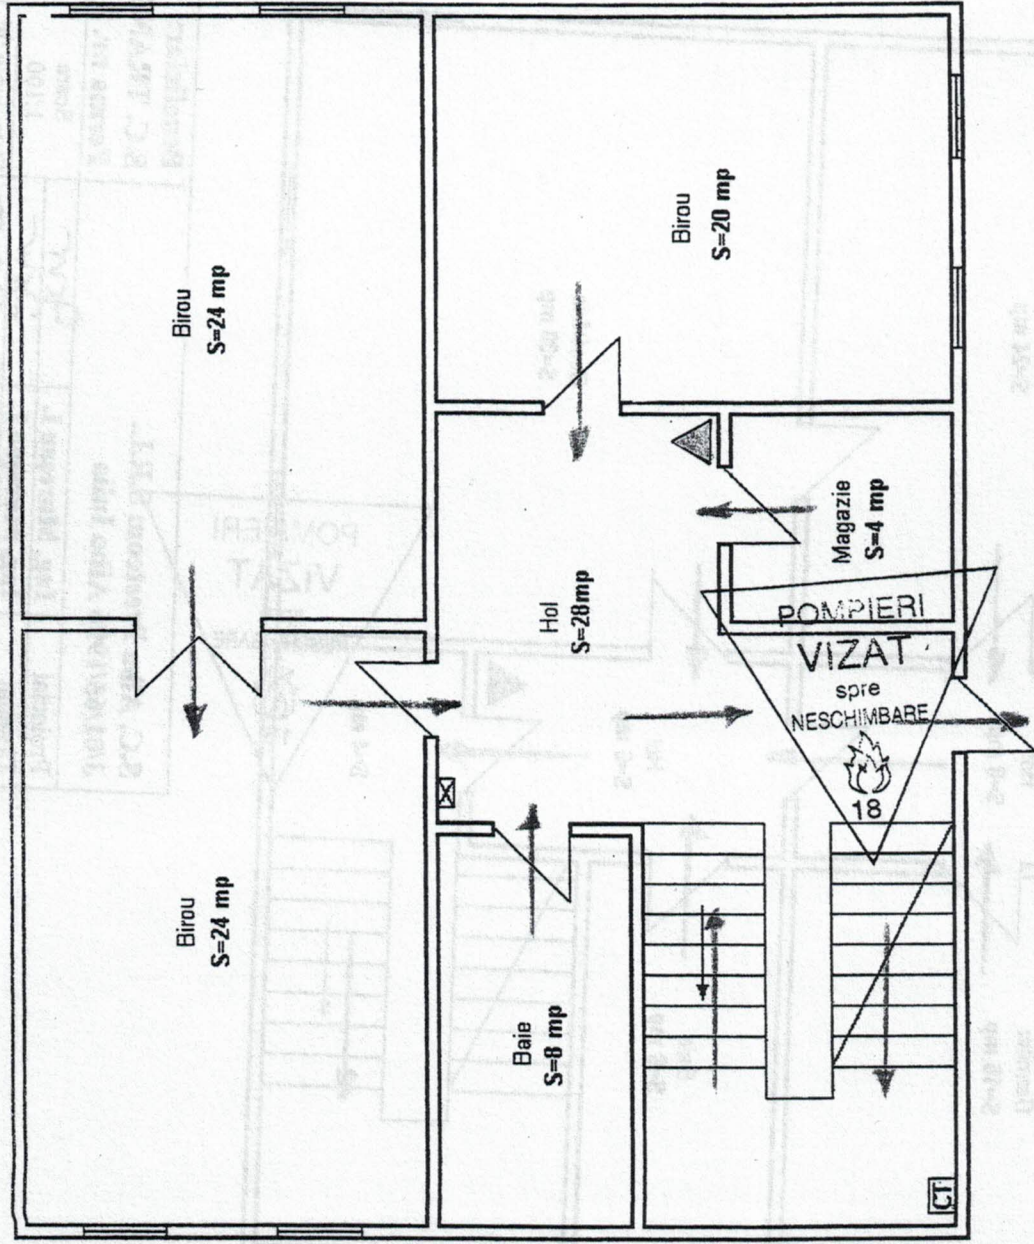 Birou
S=24 mp
Birou
S=20 mp
Hol
S=28mp
Magazie
S=4 mp
POMPIERI
VIZAT
spre
NESCHIMBARE
18
Birou
S=24 mp
Baie
S=8 mp
CT